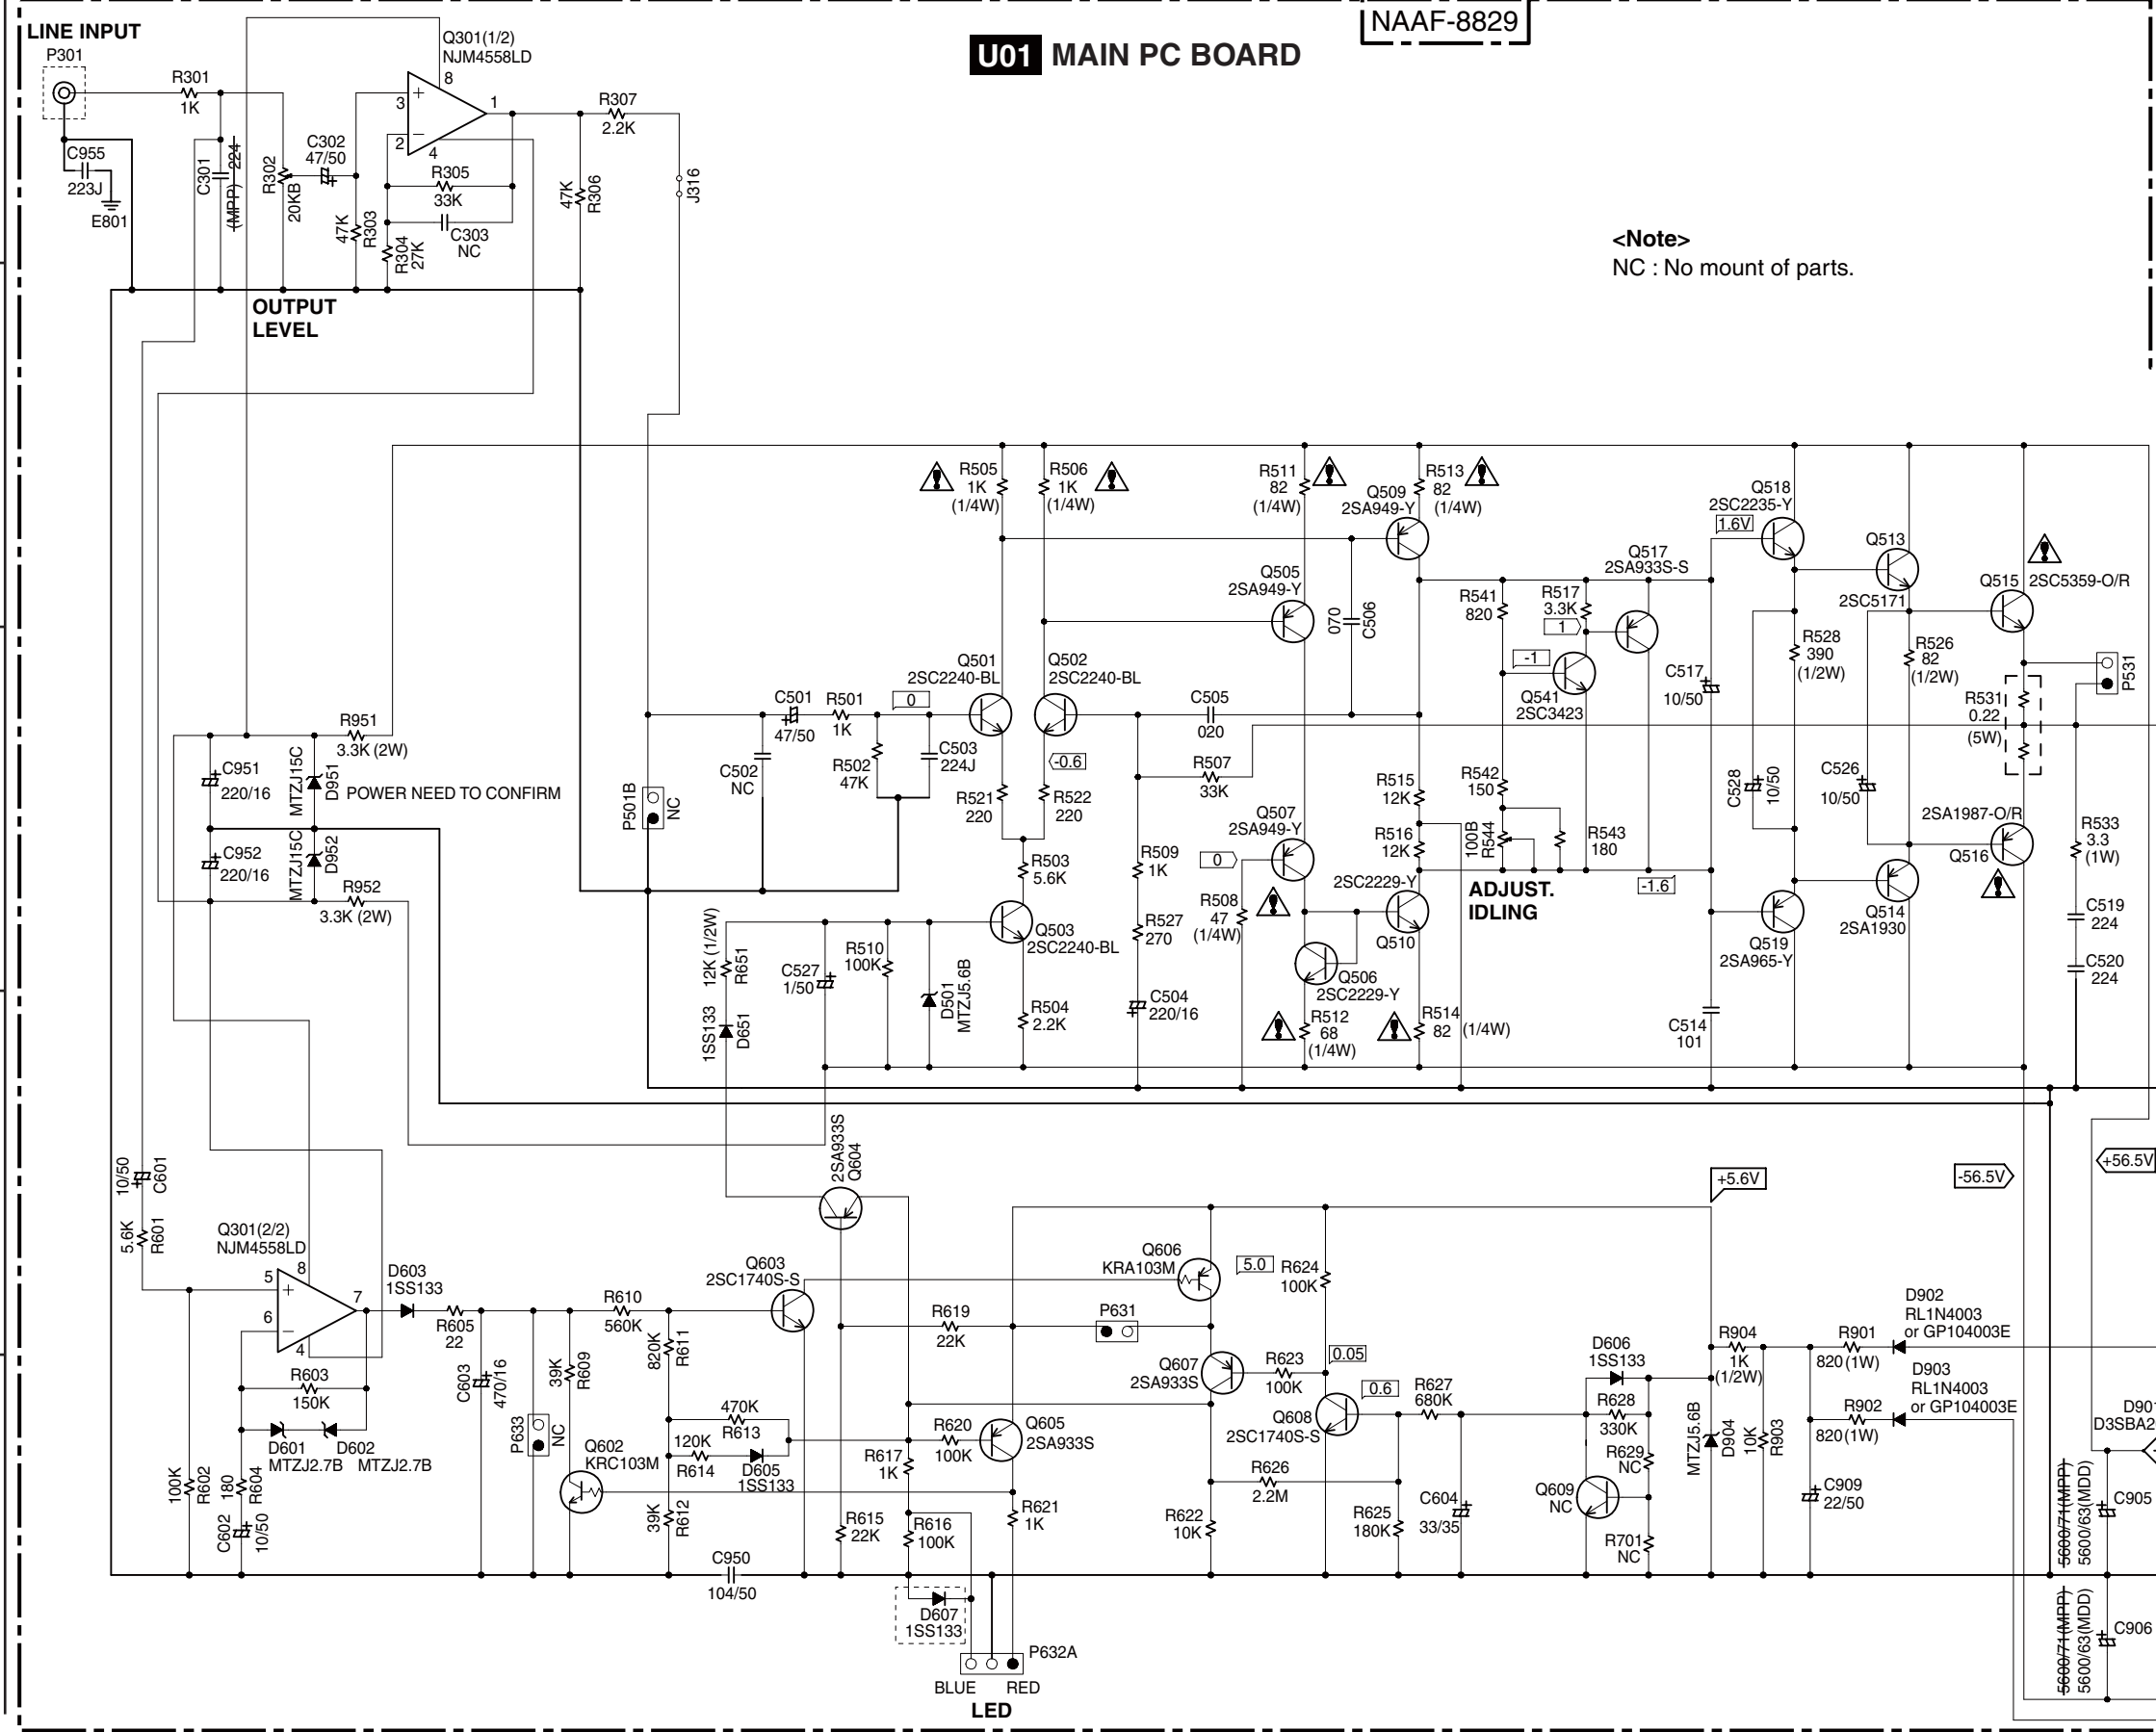 NAAF-8829
U01 MAIN PC BOARD
LINE INPUT
P301
R301
1K
C955
223J
E801
C301
(MPP) 224
R302
20KB
C302
47/50
Q301(1/2)
NJM4558LD
8
3
2
4
1
R303
47K
R304
27K
R305
33K
C303
NC
R307
2.2K
47K
R306
J316
OUTPUT
LEVEL
<Note>
NC : No mount of parts.
R505
1K
(1/4W)
R506
1K
(1/4W)
R511
82
(1/4W)
Q509
2SA949-Y
R513
82
(1/4W)
Q518
2SC2235-Y
1.6V
Q513
2SC5171
Q515
2SC5359-O/R
Q505
2SA949-Y
070
C506
R541
820
R517
3.3K
1
Q517
2SA933S-S
-1
Q541
2SC3423
C517
10/50
R528
390
(1/2W)
R526
82
(1/2W)
R531
0.22
(5W)
P531
Q501
2SC2240-BL
Q502
2SC2240-BL
C501
47/50
R501
1K
0
C502
NC
R502
47K
C503
224J
-0.6
C505
020
R507
33K
R521
220
R522
220
P501B
NC
R951
3.3K (2W)
C951
220/16
MTZJ15C
D951
POWER NEED TO CONFIRM
C952
220/16
MTZJ15C
D952
R952
3.3K (2W)
R503
5.6K
Q503
2SC2240-BL
R504
2.2K
R509
1K
R527
270
C504
220/16
Q507
2SA949-Y
0
R508
47
(1/4W)
R515
12K
R516
12K
2SC2229-Y
Q510
Q506
2SC2229-Y
R512
68
(1/4W)
R514
82 (1/4W)
R542
150
100B
R544
R543
180
ADJUST.
IDLING
-1.6
C528
10/50
C526
10/50
2SA1987-O/R
Q516
Q514
2SA1930
Q519
2SA965-Y
C514
101
R533
3.3
(1W)
C519
224
C520
224
12K (1/2W)
R651
1SS133
D651
C527
1/50
R510
100K
D501
MTZJ5.6B
2SA933S
Q604
+5.6V
-56.5V
+56.5V
10/50
C601
5.6K
R601
Q301(2/2)
NJM4558LD
8
5
6
4
7
D603
1SS133
R605
22
R603
150K
D601
MTZJ2.7B
D602
MTZJ2.7B
100K
R602
180
R604
C602
10/50
C603
470/16
P633
NC
39K
R609
R610
560K
820K
R611
Q602
KRC103M
Q603
2SC1740S-S
470K
R613
120K
R614
D605
1SS133
39K
R612
C950
104/50
R615
22K
R617
1K
R616
100K
R619
22K
R620
100K
Q605
2SA933S
R621
1K
D607
1SS133
P632A
BLUE
RED
LED
Q606
KRA103M
5.0
P631
Q607
2SA933S
R624
100K
R623
100K
0.05
0.6
Q608
2SC1740S-S
R626
2.2M
R622
10K
R627
680K
R625
180K
C604
33/35
D606
1SS133
R628
330K
R629
NC
Q609
NC
R701
NC
MTZJ5.6B
D904
R904
1K
(1/2W)
10K
R903
R901
820 (1W)
R902
820 (1W)
D902
RL1N4003
or GP104003E
D903
RL1N4003
or GP104003E
C909
22/50
D901
D3SBA2
5600/71(MPP)
5600/63(MDD)
C905
5600/71(MPP)
5600/63(MDD)
C906